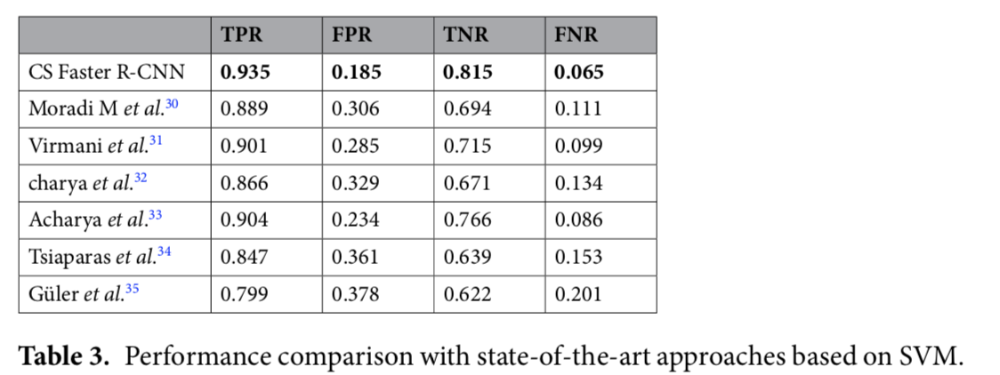 TPR FPR TNR FNR
CS Faster R-CNN 0.935 0.185 0.815 0.065
Moradi M et al.30 0.889 0.306 0.694 0.111
Virmani et al.31 0.901 0.285 0.715 0.099
charya et al.32 0.866 0.329 0.671 0.134
Acharya et al.33 0.904 0.234 0.766 0.086
Tsiaparas et al.34 0.847 0.361 0.639 0.153
Güler et al.35 0.799 0.378 0.622 0.201
Table 3. Performance comparison with state-of-the-art approaches based on SVM.